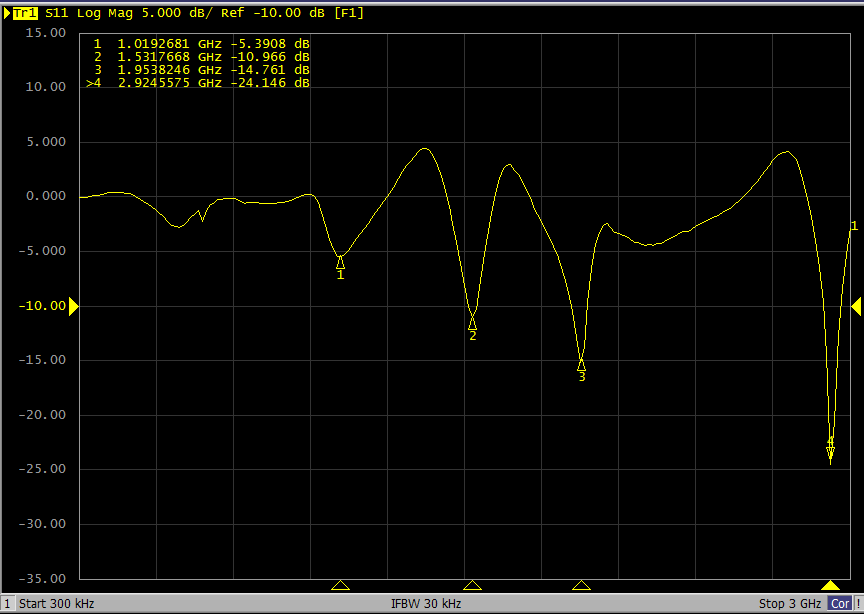 Tr1 S11 Log Mag 5.000 dB/ Ref -10.00 dB [F1]
15.00
1 1.0192681 GHz -5.3908 dB
2 1.5317668 GHz -10.966 dB
3 1.9538246 GHz -14.761 dB
>4 2.9245575 GHz -24.146 dB
10.00
5.000
0.000
1
-5.000
1
-10.00
2
-15.00
3
-20.00
4
-25.00
-30.00
-35.00
1 Start 300 kHz IFBW 30 kHz Stop 3 GHz Cor !